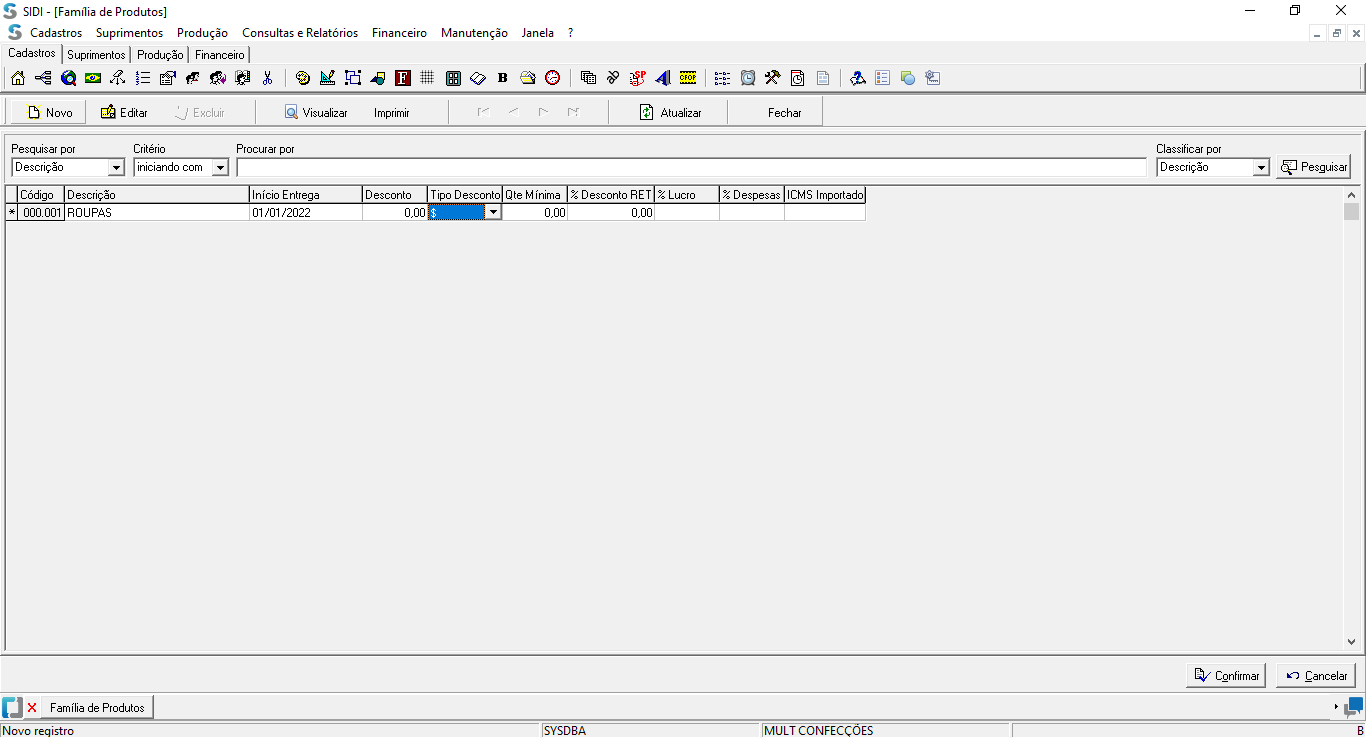 SIDI - [Família de Produtos]
Cadastros Suprimentos Produção Consultas e Relatórios Financeiro Manutenção Janela ?
Cadastros Suprimentos Produção Financeiro
F B SP CFOP
Novo Editar Excluir Visualizar Imprimir Atualizar Fechar
Pesquisar por Critério Procurar por Classificar por
Descrição iniciando com Descrição Pesquisar
Código Descrição Início Entrega Desconto Tipo Desconto Qte Mínima % Desconto RET % Lucro % Despesas ICMS Importado
* 000.001 ROUPAS 01/01/2022 0,00 $ 0,00 0,00
Confirmar Cancelar
Família de Produtos
Novo registro SYSDBA MULT CONFECÇÕES B